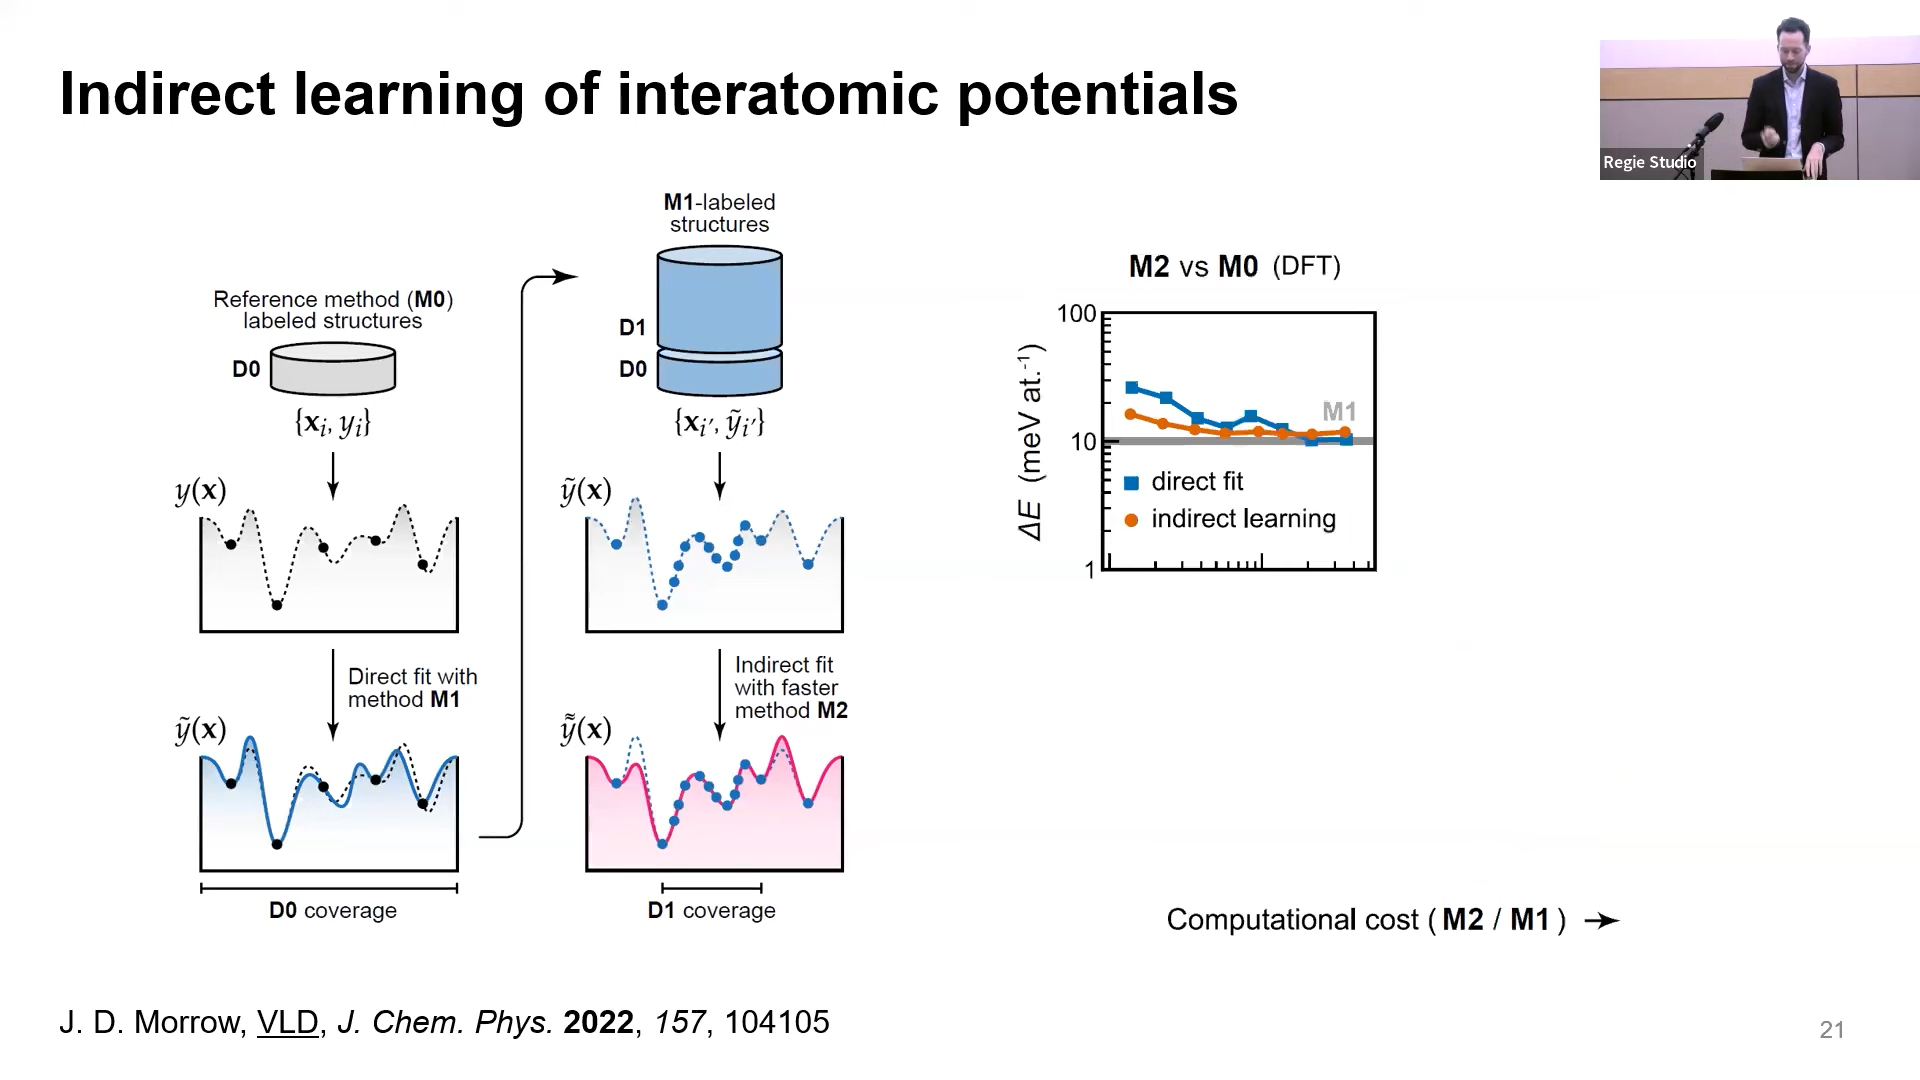 Indirect learning of interatomic potentials
Regie Studio
Reference method (M0)
labeled structures
D0
{xᵢ, yᵢ}
y(x)
Direct fit with
method M1
ỹ(x)
D0 coverage
M1-labeled
structures
D1
D0
{xᵢ′, ỹᵢ′}
ỹ(x)
Indirect fit
with faster
method M2
ỹ̃(x)
D1 coverage
M2 vs M0 (DFT)
ΔE (meV at.⁻¹)
100
10
1
M1
direct fit
indirect learning
Computational cost (M2 / M1)
J. D. Morrow, VLD, J. Chem. Phys. 2022, 157, 104105
21